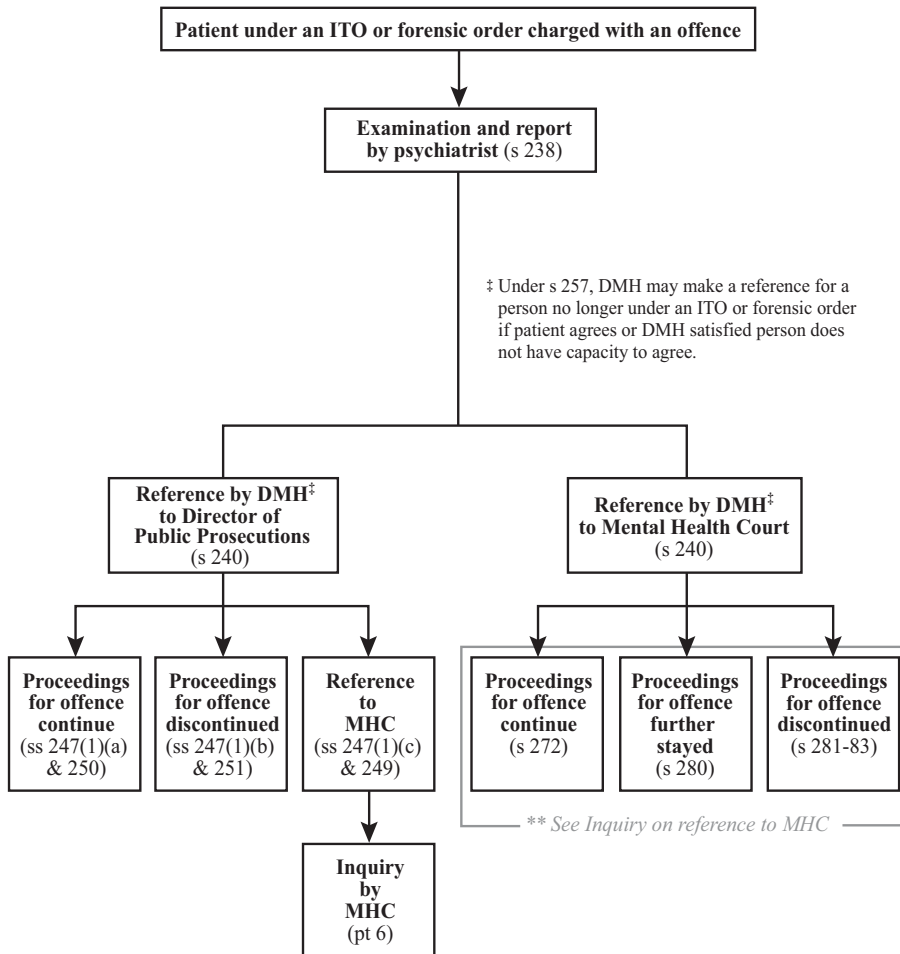 Patient under an ITO or forensic order charged with an offence
Examination and report
by psychiatrist (s 238)
‡ Under s 257, DMH may make a reference for a
person no longer under an ITO or forensic order
if patient agrees or DMH satisfied person does
not have capacity to agree.
Reference by DMH‡
to Director of
Public Prosecutions
(s 240)
Reference by DMH‡
to Mental Health Court
(s 240)
Proceedings
for offence
continue
(ss 247(1)(a)
& 250)
Proceedings
for offence
discontinued
(ss 247(1)(b)
& 251)
Reference
to
MHC
(ss 247(1)(c)
& 249)
Proceedings
for offence
continue
(s 272)
Proceedings
for offence
further
stayed
(s 280)
Proceedings
for offence
discontinued
(s 281-83)
** See Inquiry on reference to MHC
Inquiry
by
MHC
(pt 6)